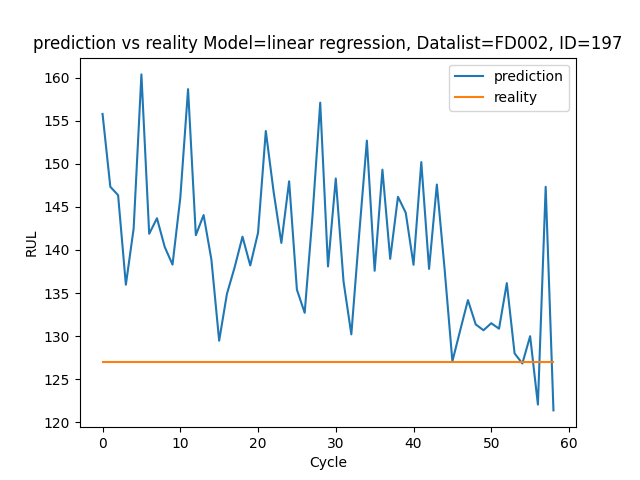 prediction vs reality Model=linear regression, Datalist=FD002, ID=197
prediction
reality
RUL
160
155
150
145
140
135
130
125
120
0 10 20 30 40 50 60
Cycle